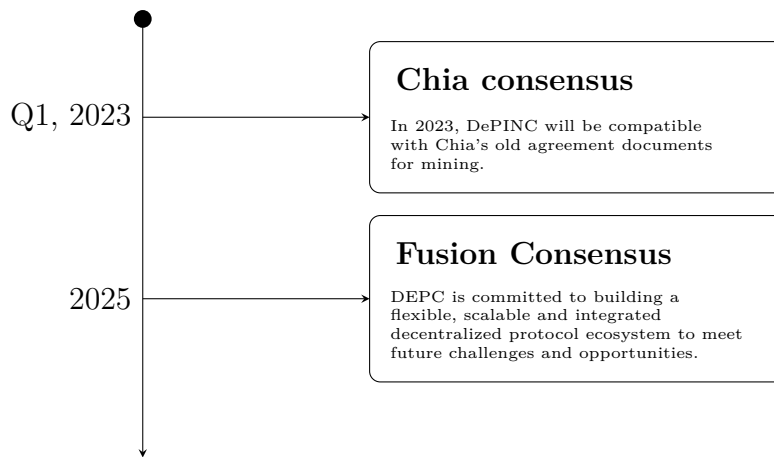 Q1, 2023
Chia consensus
In 2023, DePINC will be compatible
with Chia's old agreement documents
for mining.
2025
Fusion Consensus
DEPC is committed to building a
flexible, scalable and integrated
decentralized protocol ecosystem to meet
future challenges and opportunities.